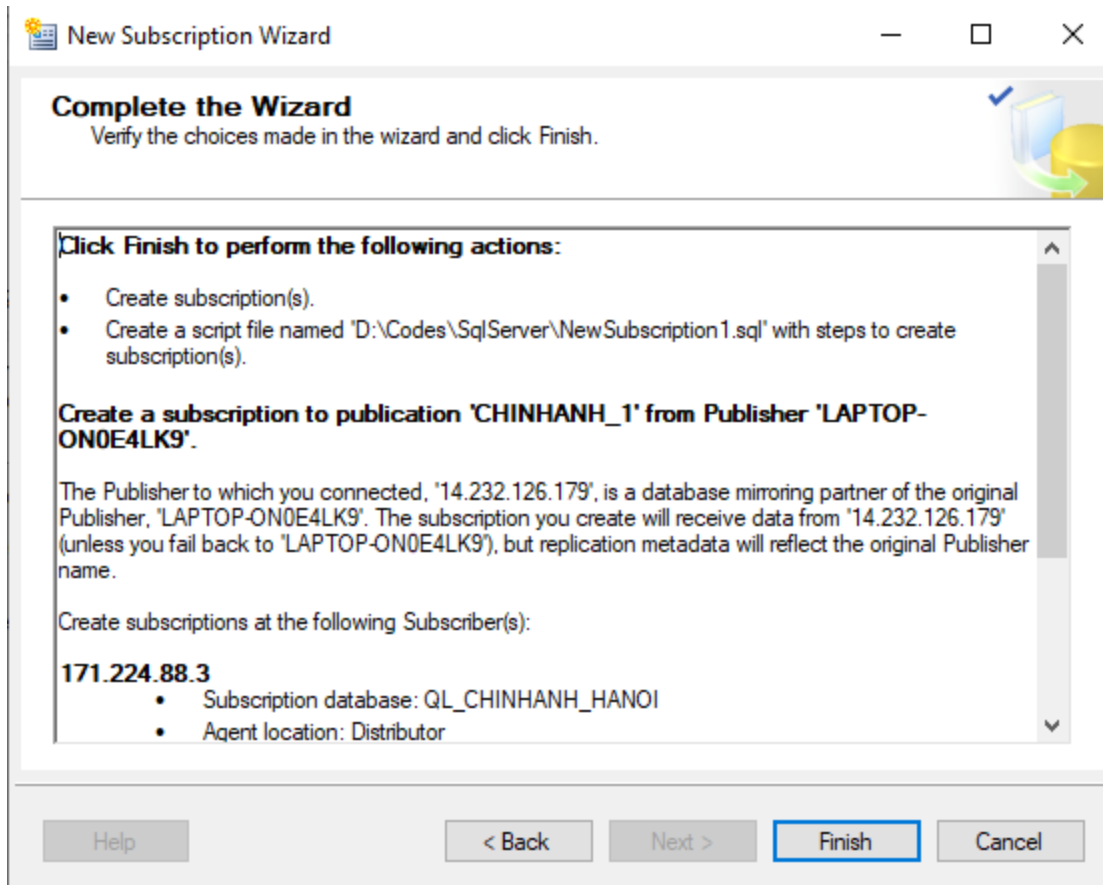 New Subscription Wizard
Complete the Wizard
Verify the choices made in the wizard and click Finish.
Click Finish to perform the following actions:
• Create subscription(s).
• Create a script file named 'D:\Codes\SqlServer\NewSubscription1.sql' with steps to create
subscription(s).
Create a subscription to publication 'CHINHANH_1' from Publisher 'LAPTOP-
ON0E4LK9'.
The Publisher to which you connected, '14.232.126.179', is a database mirroring partner of the original
Publisher, 'LAPTOP-ON0E4LK9'. The subscription you create will receive data from '14.232.126.179'
(unless you fail back to 'LAPTOP-ON0E4LK9'), but replication metadata will reflect the original Publisher
name.
Create subscriptions at the following Subscriber(s):
171.224.88.3
• Subscription database: QL_CHINHANH_HANOI
• Agent location: Distributor
Help
< Back
Next >
Finish
Cancel